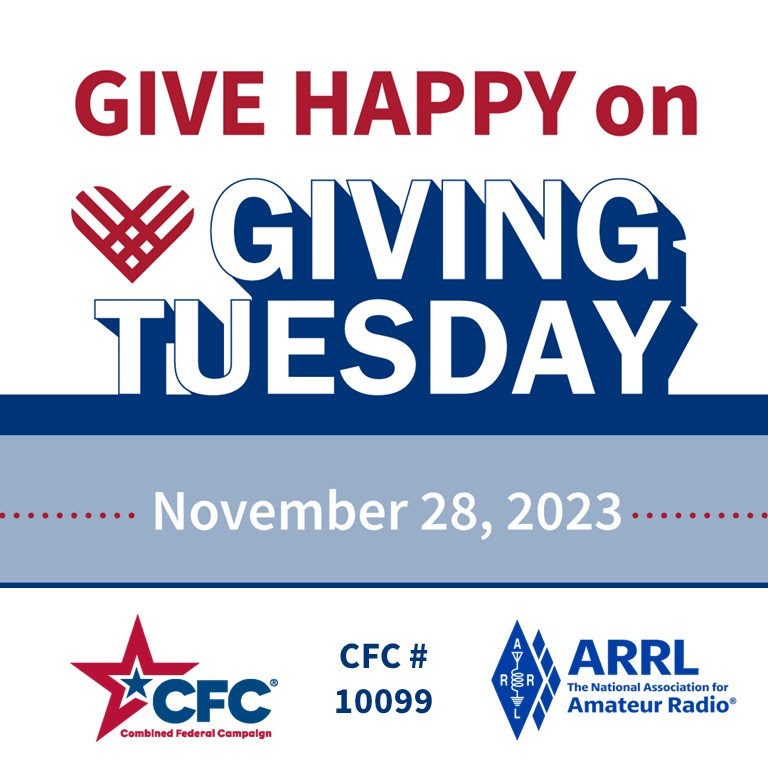 GIVE HAPPY on
GIVING
TUESDAY
November 28, 2023
CFC®
Combined Federal Campaign
CFC #
10099
A
R R
L
ARRL
The National Association for
Amateur Radio®